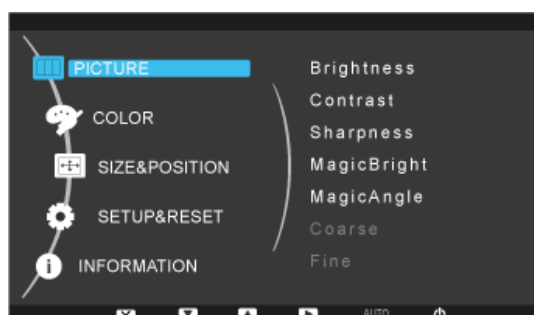 PICTURE
COLOR
SIZE&POSITION
SETUP&RESET
INFORMATION
Brightness
Contrast
Sharpness
MagicBright
MagicAngle
Coarse
Fine
AUTO